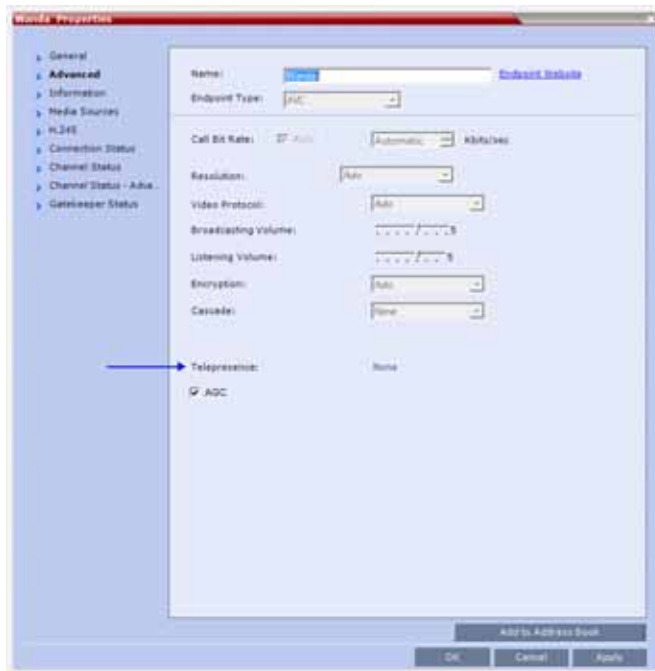 Wanda Properties
General
Advanced
Information
Media Sources
H.245
Connection Status
Channel Status
Channel Status - Adva...
Gatekeeper Status
Name: Wanda Endpoint Website
Endpoint Type: AVC
Call Bit Rate: Auto Automatic Kbits/sec
Resolution: Auto
Video Protocol: Auto
Broadcasting Volume: 5
Listening Volume: 5
Encryption: Auto
Cascade: None
Telepresence: None
AGC
Add to Address Book
OK Cancel Apply